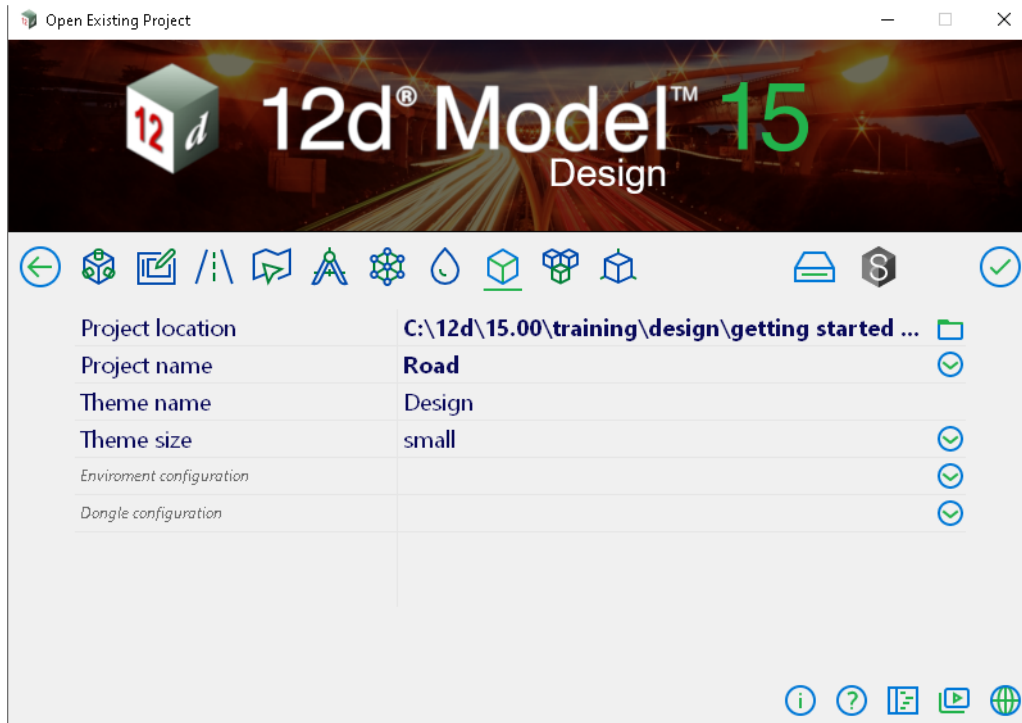 Open Existing Project
12d
12d® Model™ 15
Design
S
Project location C:\12d\15.00\training\design\getting started ...
Project name Road
Theme name Design
Theme size small
Enviroment configuration
Dongle configuration